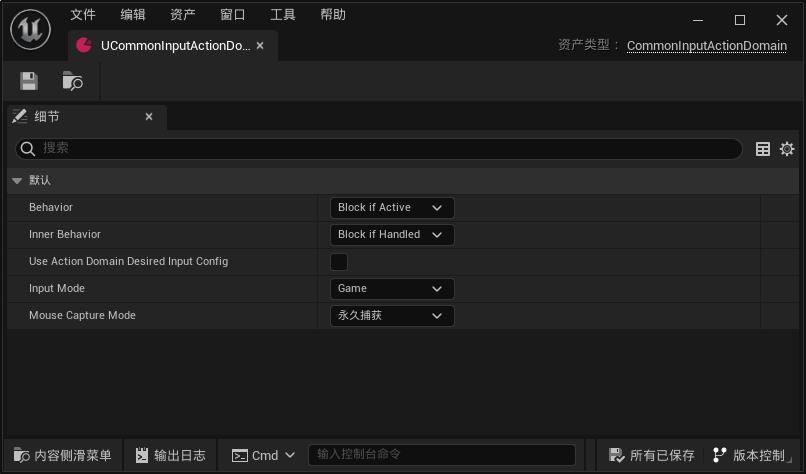 文件 编辑 资产 窗口 工具 帮助
UCommonInputActionDo...
资产类型： CommonInputActionDomain
细节
搜索
默认
Behavior Block if Active
Inner Behavior Block if Handled
Use Action Domain Desired Input Config
Input Mode Game
Mouse Capture Mode 永久捕获
内容侧滑菜单 输出日志 Cmd 输入控制台命令 所有已保存 版本控制